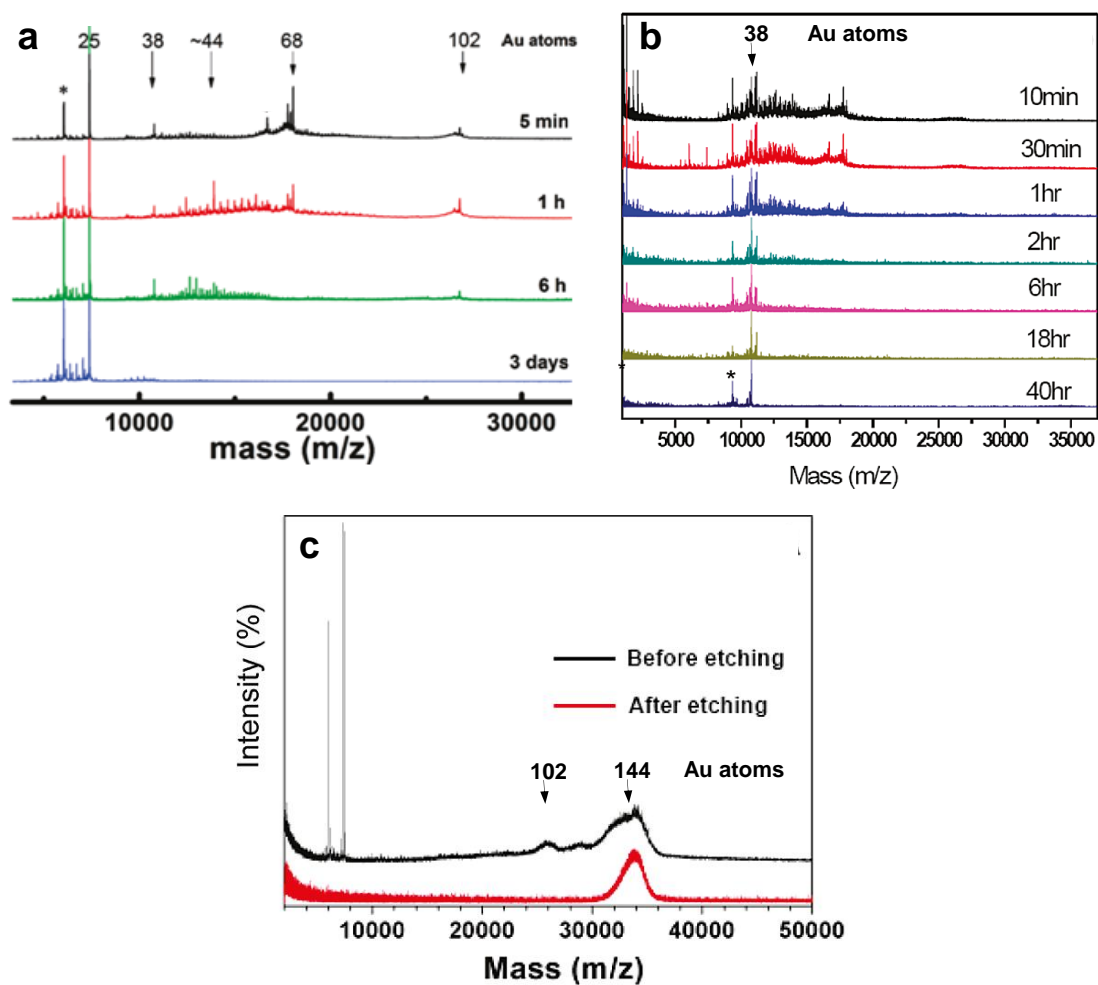 a
25 38 ~44 68 102 Au atoms
*
5 min
1 h
6 h
3 days
10000 20000 30000
mass (m/z)
b
38 Au atoms
10min
30min
1hr
2hr
6hr
18hr
* *
40hr
5000 10000 15000 20000 25000 30000 35000
Mass (m/z)
c
Intensity (%)
Before etching
After etching
102 144 Au atoms
10000 20000 30000 40000 50000
Mass (m/z)